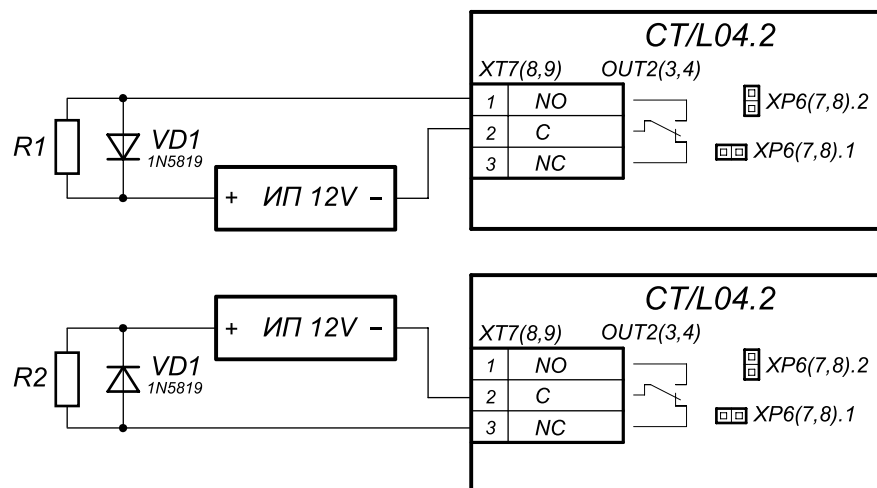 CT/L04.2
XT7(8,9) OUT2(3,4)
1 NO
2 C
3 NC
XP6(7,8).2
XP6(7,8).1
R1
VD1
1N5819
+ ИП 12V –
CT/L04.2
XT7(8,9) OUT2(3,4)
1 NO
2 C
3 NC
XP6(7,8).2
XP6(7,8).1
+ ИП 12V –
R2
VD1
1N5819